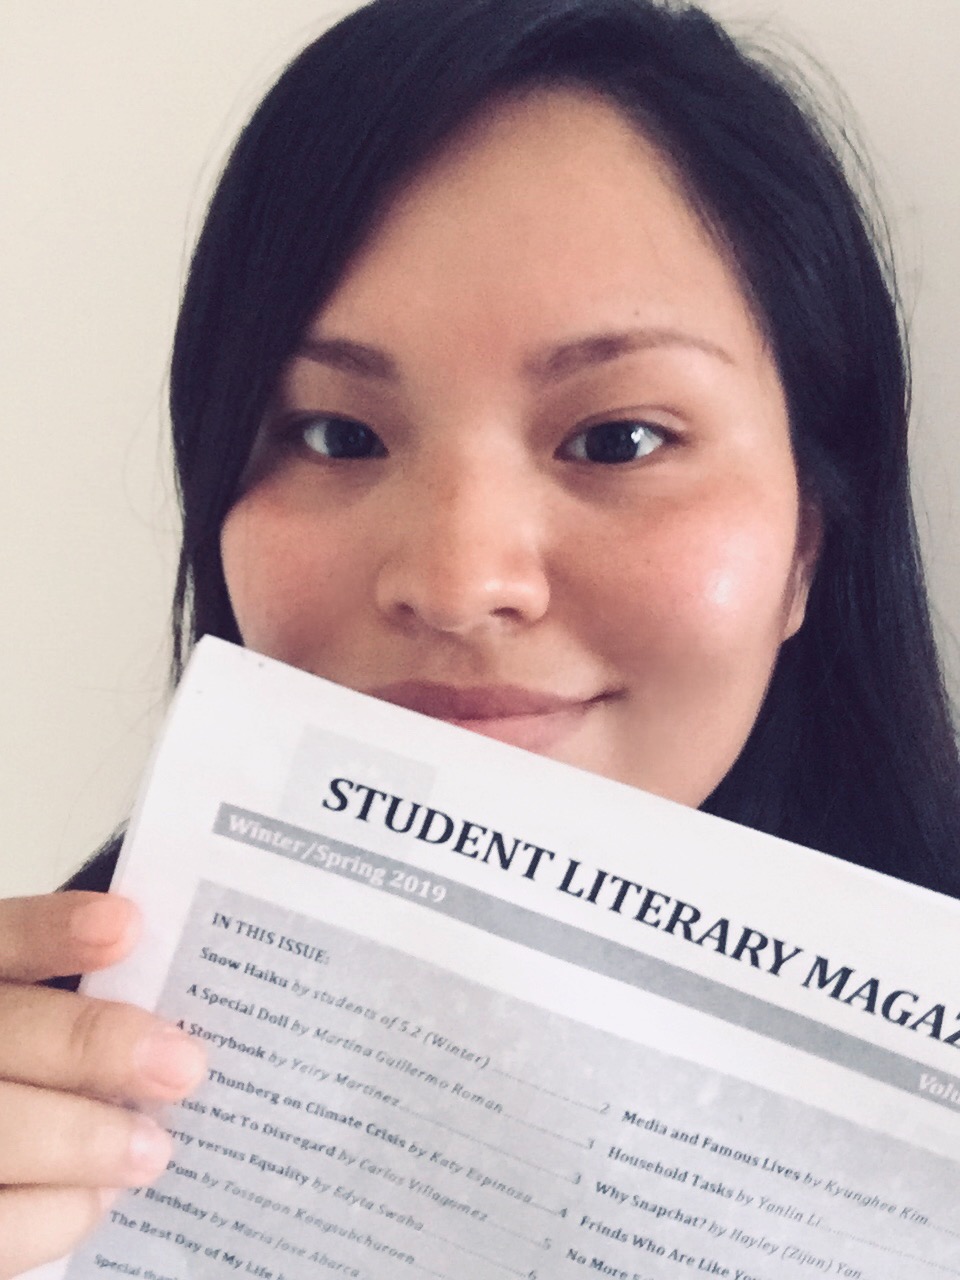 STUDENT LITERARY
Winter/Spring 2019
IN THIS ISSUE:
Snow Haiku by students of 5.2 (Winter) 2
A Special Doll by Martina Guillermo Roman 3
A Storybook by Yeiry Martinez 3
Thunberg on Climate Crisis by Katy Espinoza 4
Not To Disregard by Carlos Villagomez 5
versus Equality by Edyta Swaba
Pom by Tossapon Kongsubcharoen 6
Birthday by Maria Jose Abarca
The Best Day of My Life
Special
Media and Famous Lives by Kyunghee Kim
Household Tasks by Yanlin Li
Why Snapchat? by Hayley (Zijun) Yan
Frinds Who Are Like
No More